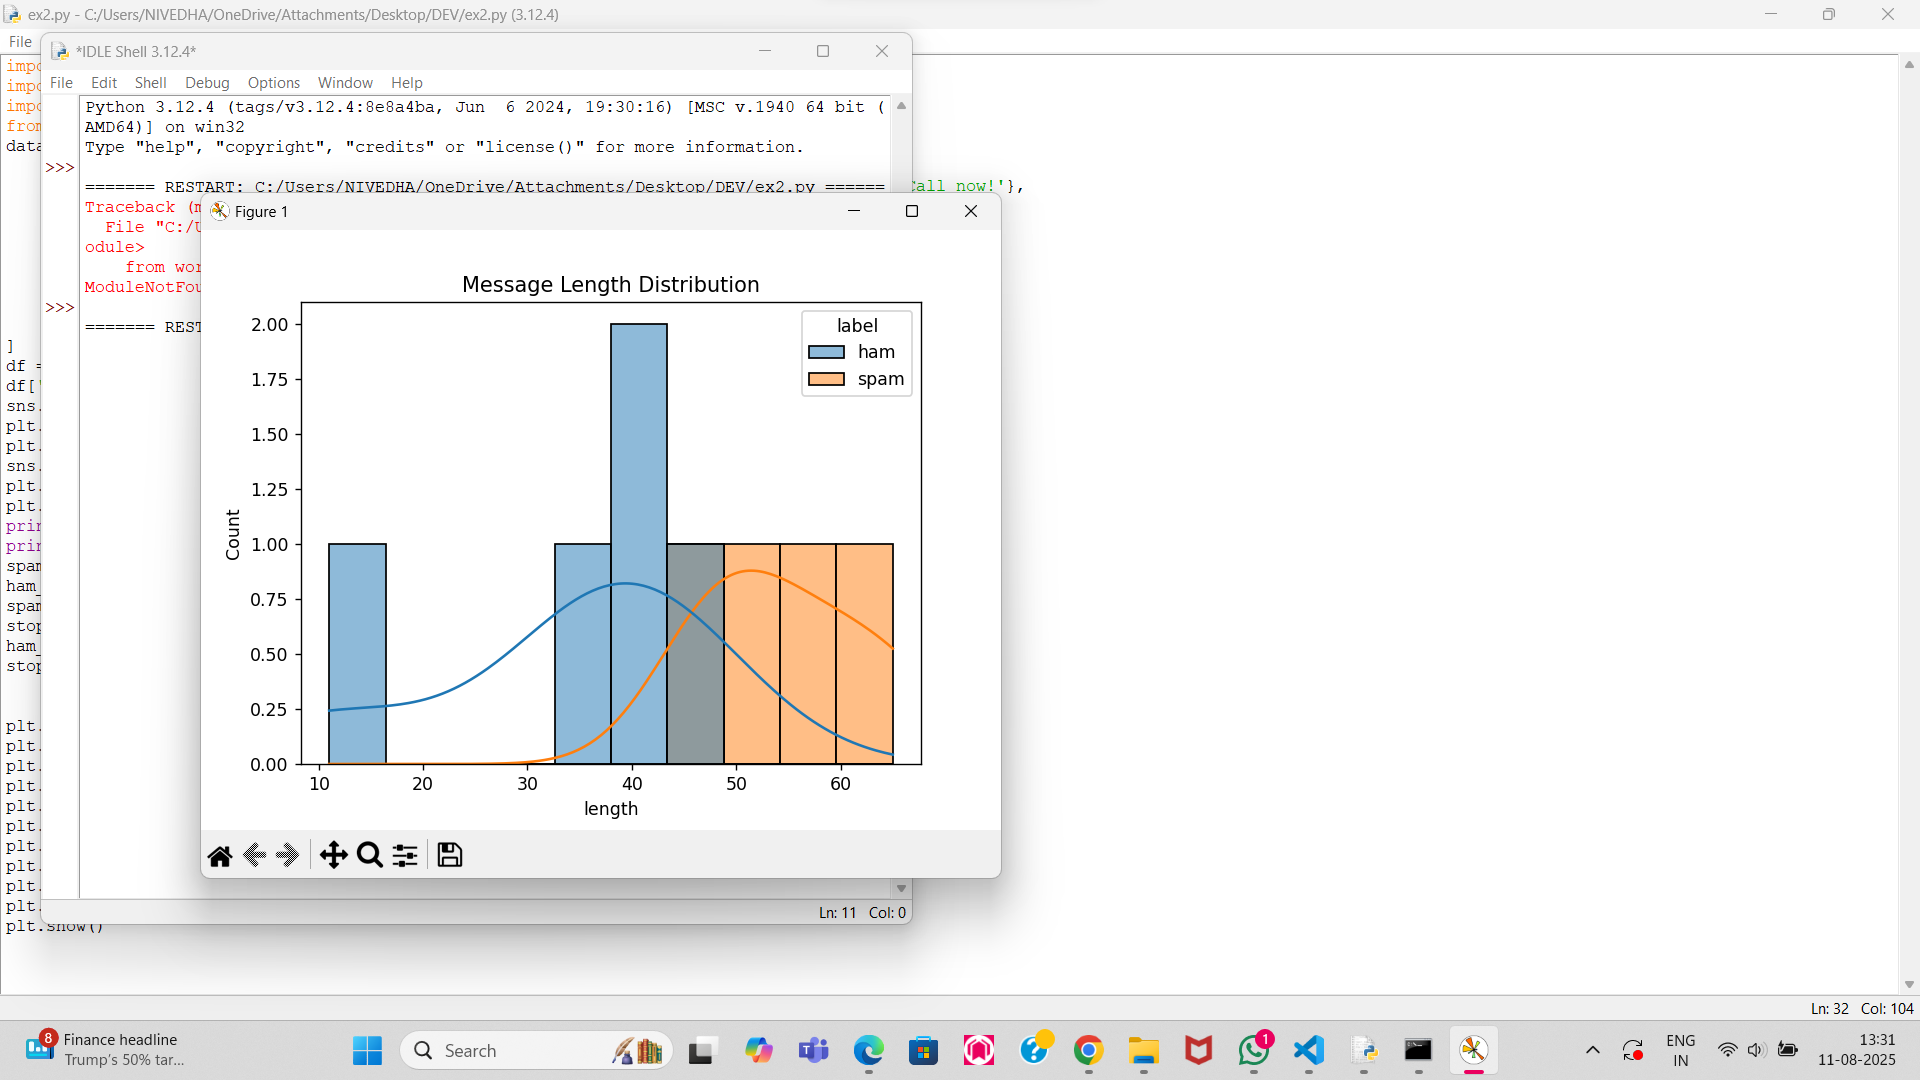 ex2.py - C:/Users/NIVEDHA/OneDrive/Attachments/Desktop/DEV/ex2.py (3.12.4)
File
*IDLE Shell 3.12.4*
File Edit Shell Debug Options Window Help
Python 3.12.4 (tags/v3.12.4:8e8a4ba, Jun  6 2024, 19:30:16) [MSC v.1940 64 bit (
AMD64)] on win32
Type "help", "copyright", "credits" or "license()" for more information.
>>>
======= RESTART: C:/Users/NIVEDHA/OneDrive/Attachments/Desktop/DEV/ex2.py ======
Traceback (m
File "C:/U
odule>
from wor
ModuleNotFou
>>>
======= REST
Ln: 11 Col: 0
impo
impo
impo
from
data
Call now!'},
]
df =
df['
sns.
plt.
plt.
sns.
plt.
plt.
prin
prin
spam
ham_
spam
stop
ham_
stop
plt.
plt.
plt.
plt.
plt.
plt.
plt.
plt.
plt.
plt.
plt.show()
Figure 1
Message Length Distribution
label
ham
spam
Count
2.00
1.75
1.50
1.25
1.00
0.75
0.50
0.25
0.00
10 20 30 40 50 60
length
Ln: 32 Col: 104
8
Finance headline
Trump's 50% tar...
Search
1
ENG
IN
13:31
11-08-2025